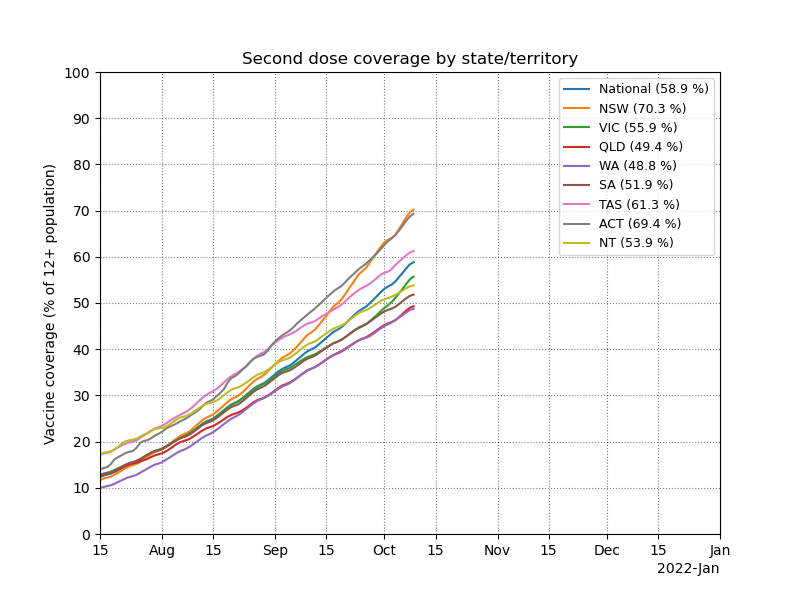 Second dose coverage by state/territory
Vaccine coverage (% of 12+ population)
100
90
80
70
60
50
40
30
20
10
0
National (58.9 %)
NSW (70.3 %)
VIC (55.9 %)
QLD (49.4 %)
WA (48.8 %)
SA (51.9 %)
TAS (61.3 %)
ACT (69.4 %)
NT (53.9 %)
15 Aug 15 Sep 15 Oct 15 Nov 15 Dec 15 Jan
2022-Jan